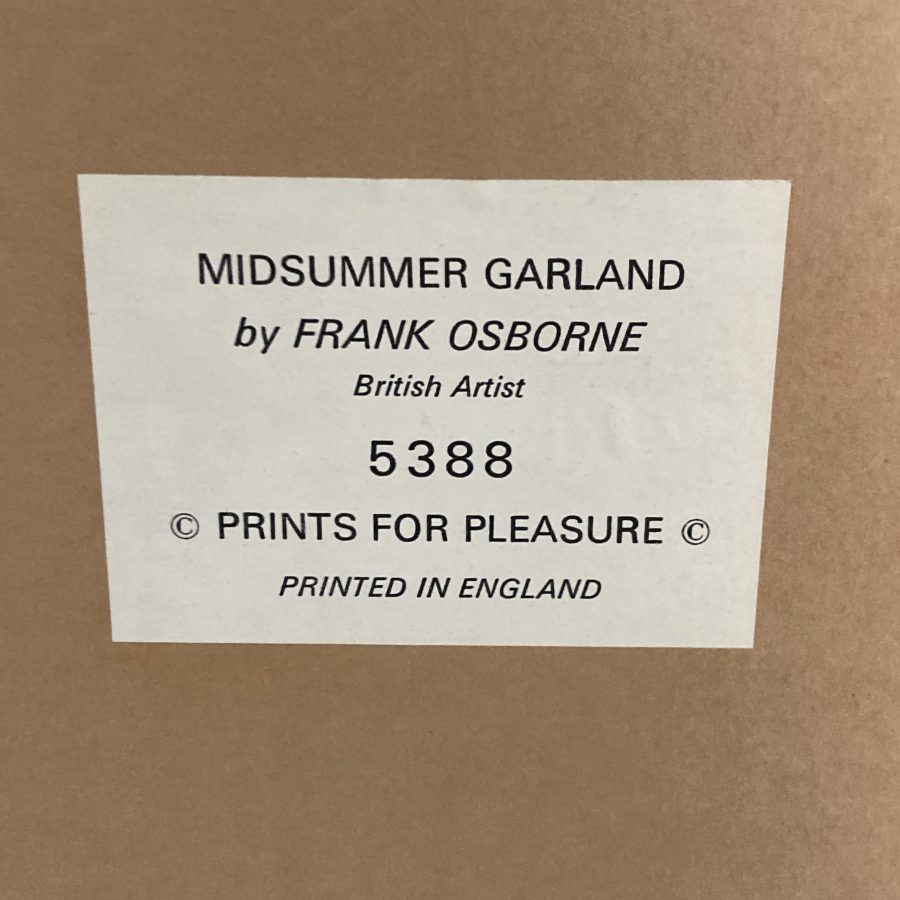 MIDSUMMER GARLAND
by FRANK OSBORNE
British Artist
5388
© PRINTS FOR PLEASURE ©
PRINTED IN ENGLAND